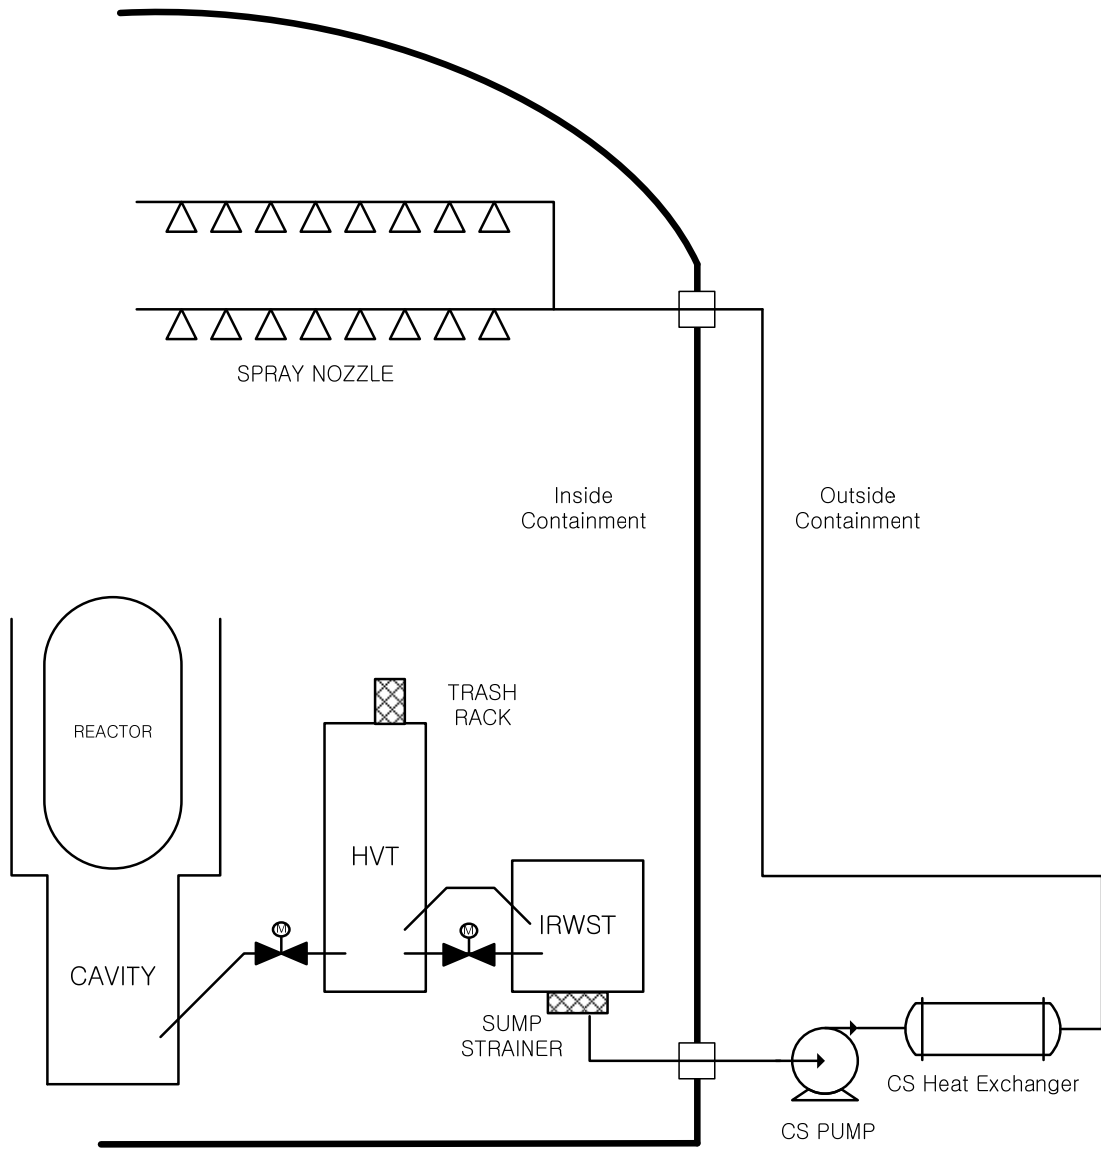 SPRAY NOZZLE
Inside
Containment
Outside
Containment
TRASH
RACK
REACTOR
HVT
M
M
IRWST
CAVITY
SUMP
STRAINER
CS Heat Exchanger
CS PUMP